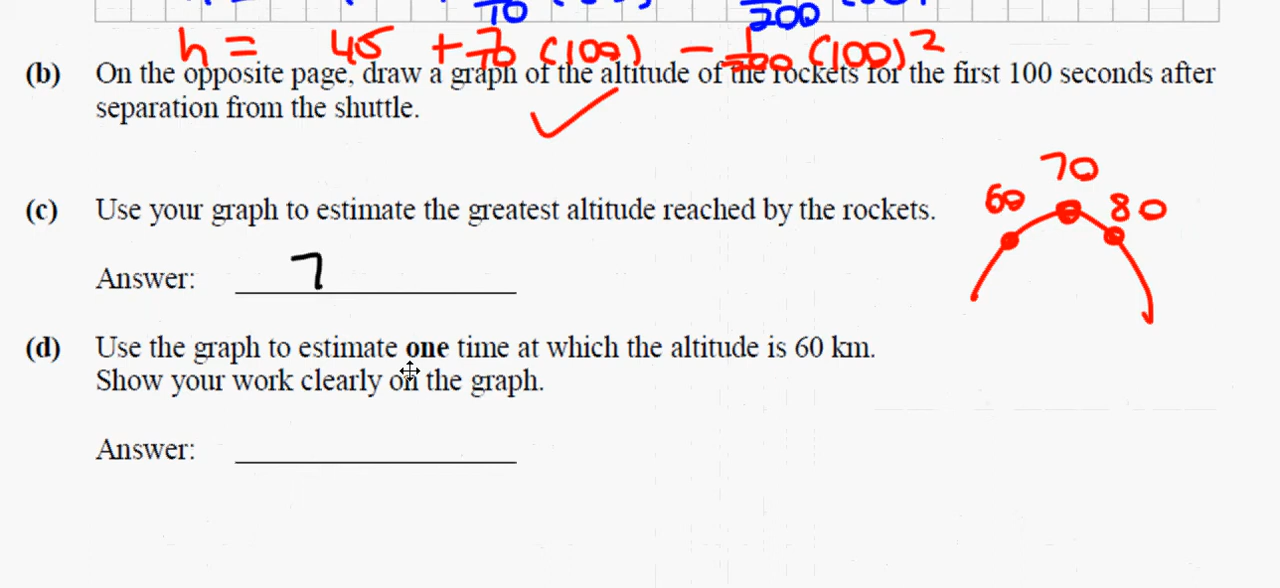 10 200
h = 45 + 7/10 (100) - 1/200 (100)²
(b) On the opposite page, draw a graph of the altitude of the rockets for the first 100 seconds after
separation from the shuttle.
70
60 80
(c) Use your graph to estimate the greatest altitude reached by the rockets.
Answer: 7
(d) Use the graph to estimate one time at which the altitude is 60 km.
Show your work clearly on the graph.
Answer: